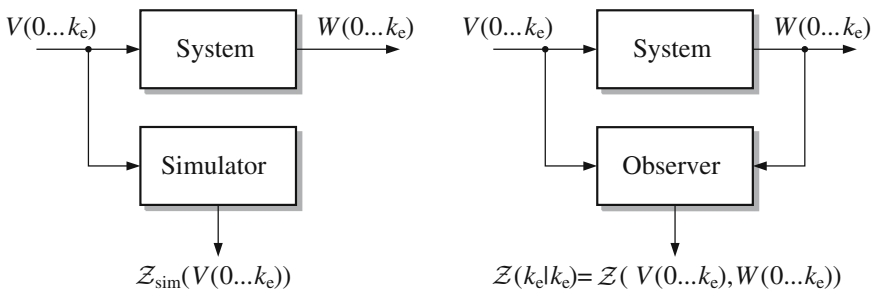 V(0...kₑ) W(0...kₑ) V(0...kₑ) W(0...kₑ)
System System
Simulator Observer
𝒵sim(V(0...kₑ)) 𝒵(kₑ|kₑ)= 𝒵( V(0...kₑ),W(0...kₑ))